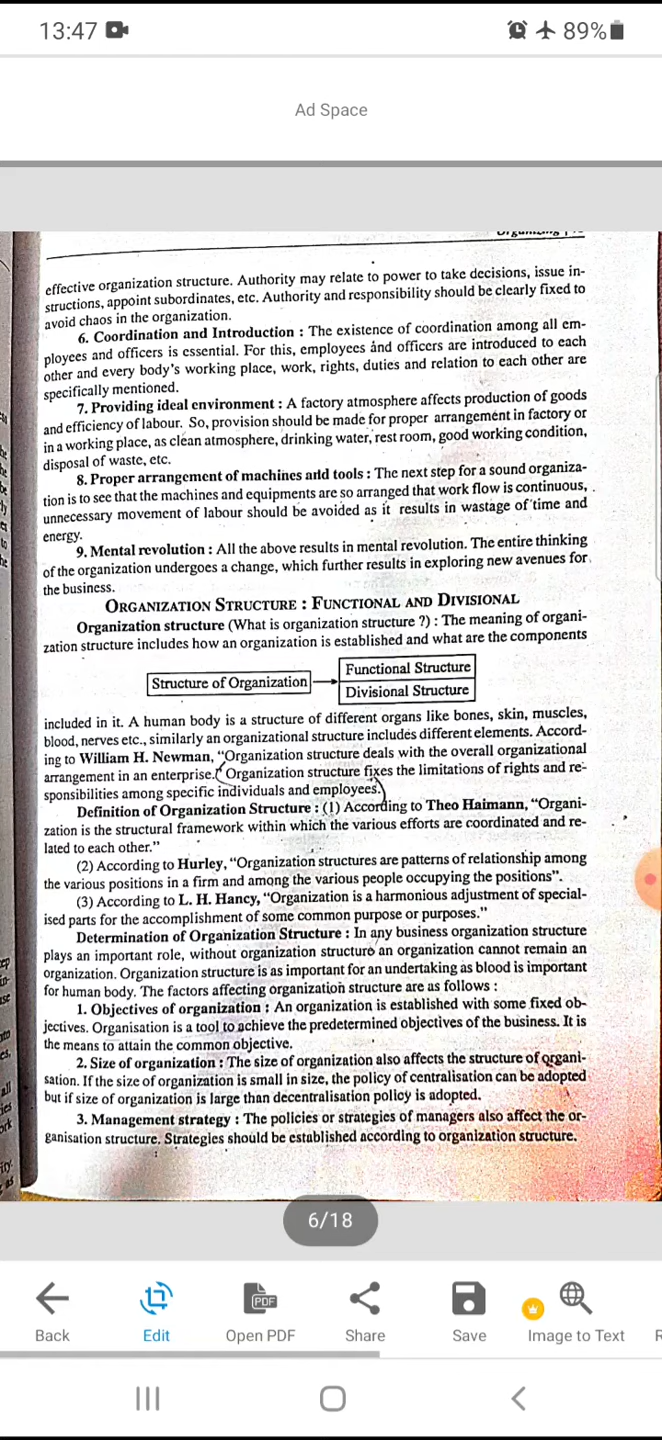 13:47
89%
Ad Space
effective organization structure. Authority may relate to power to take decisions, issue in-
structions, appoint subordinates, etc. Authority and responsibility should be clearly fixed to
avoid chaos in the organization.
6. Coordination and Introduction : The existence of coordination among all em-
ployees and officers is essential. For this, employees and officers are introduced to each
other and every body's working place, work, rights, duties and relation to each other are
specifically mentioned.
7. Providing ideal environment : A factory atmosphere affects production of goods
and efficiency of labour. So, provision should be made for proper arrangement in factory or
in a working place, as clean atmosphere, drinking water, rest room, good working condition,
disposal of waste, etc.
8. Proper arrangement of machines and tools : The next step for a sound organiza-
tion is to see that the machines and equipments are so arranged that work flow is continuous,
unnecessary movement of labour should be avoided as it results in wastage of time and
energy.
9. Mental revolution : All the above results in mental revolution. The entire thinking
of the organization undergoes a change, which further results in exploring new avenues for
the business.
ORGANIZATION STRUCTURE : FUNCTIONAL AND DIVISIONAL
Organization structure (What is organization structure ?) : The meaning of organi-
zation structure includes how an organization is established and what are the components
Structure of Organization
Functional Structure
Divisional Structure
included in it. A human body is a structure of different organs like bones, skin, muscles,
blood, nerves etc., similarly an organizational structure includes different elements. Accord-
ing to William H. Newman, "Organization structure deals with the overall organizational
arrangement in an enterprise." Organization structure fixes the limitations of rights and re-
sponsibilities among specific individuals and employees.
Definition of Organization Structure : (1) According to Theo Haimann, "Organi-
zation is the structural framework within which the various efforts are coordinated and re-
lated to each other."
(2) According to Hurley, "Organization structures are patterns of relationship among
the various positions in a firm and among the various people occupying the positions".
(3) According to L. H. Hancy, "Organization is a harmonious adjustment of special-
ised parts for the accomplishment of some common purpose or purposes."
Determination of Organization Structure : In any business organization structure
plays an important role, without organization structure an organization cannot remain an
organization. Organization structure is as important for an undertaking as blood is important
for human body. The factors affecting organization structure are as follows :
1. Objectives of organization : An organization is established with some fixed ob-
jectives. Organisation is a tool to achieve the predetermined objectives of the business. It is
the means to attain the common objective.
2. Size of organization : The size of organization also affects the structure of organi-
sation. If the size of organization is small in size, the policy of centralisation can be adopted
but if size of organization is large than decentralisation policy is adopted.
3. Management strategy : The policies or strategies of managers also affect the or-
ganisation structure. Strategies should be established according to organization structure.
6/18
PDF
Back Edit Open PDF Share Save Image to Text